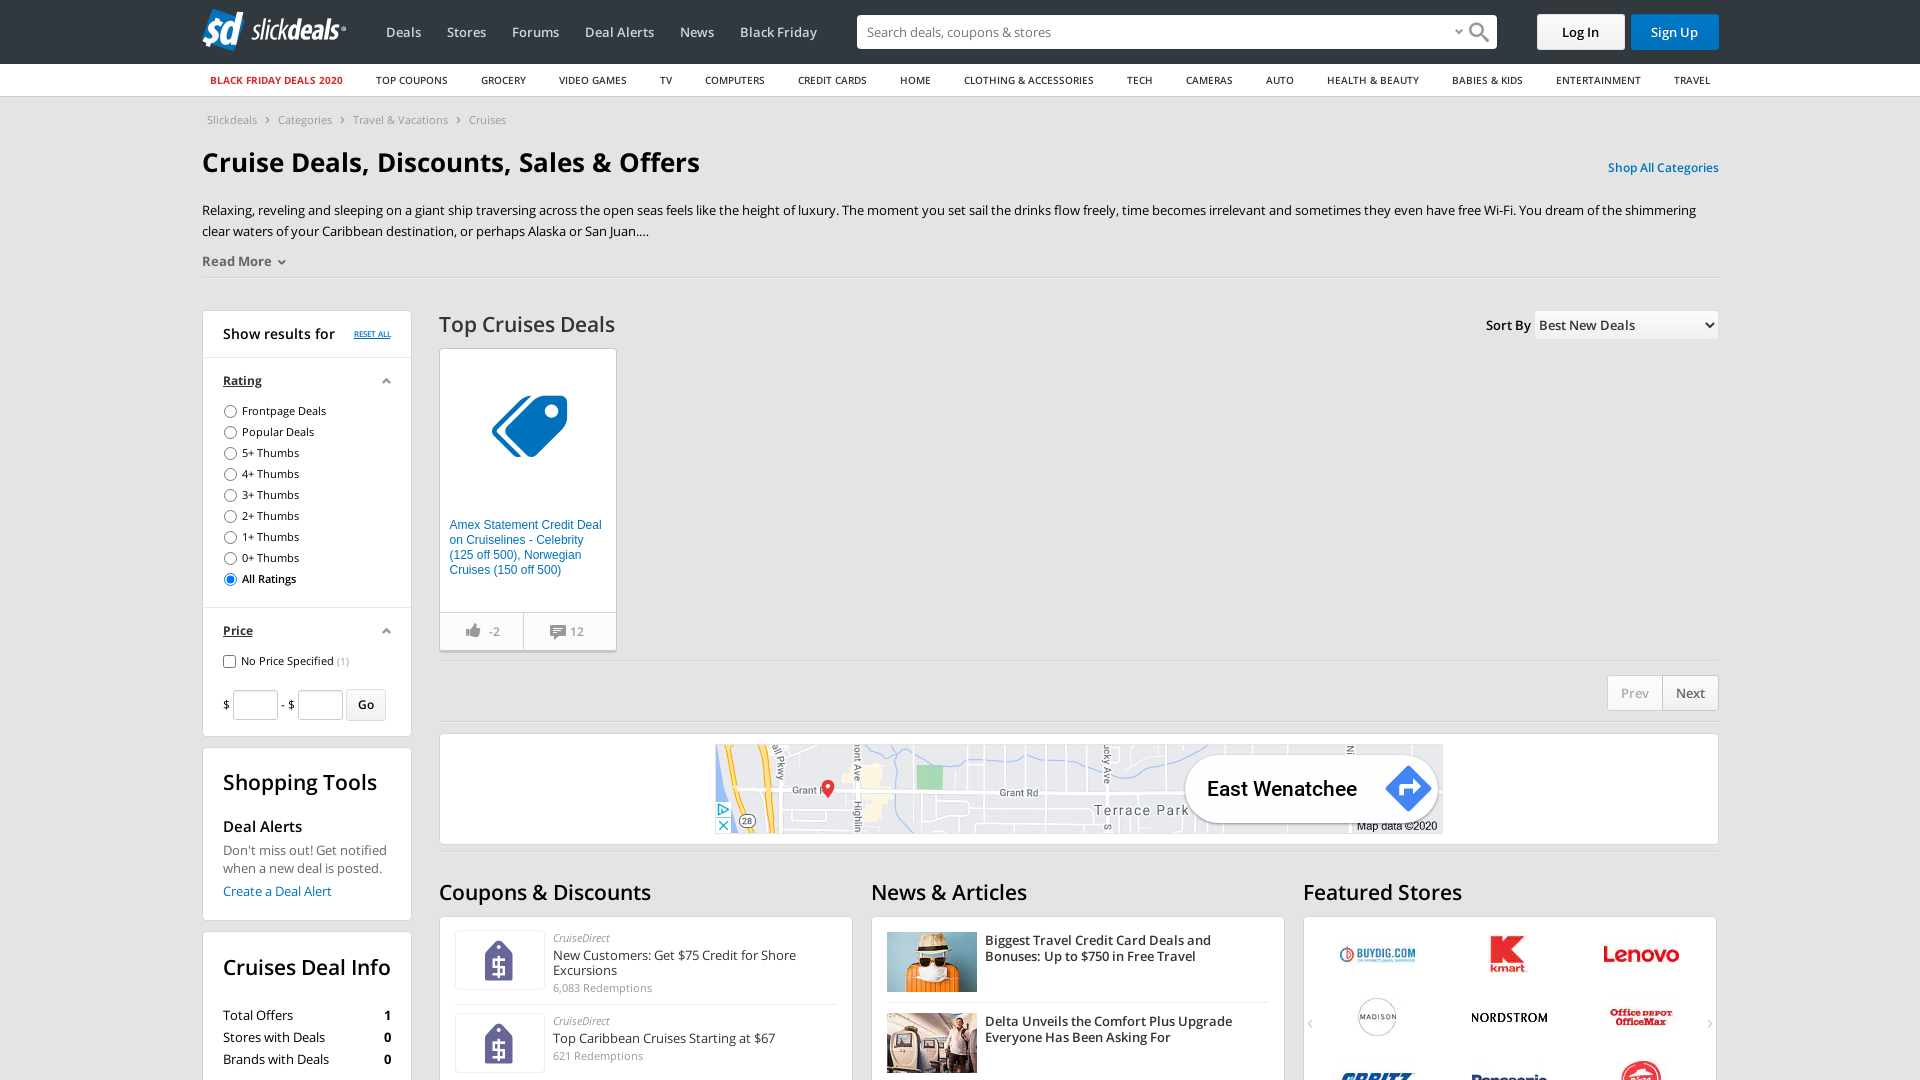 sd slickdeals
Deals
Stores
Forums
Deal Alerts
News
Black Friday
Search deals, coupons & stores
Log In
Sign Up
BLACK FRIDAY DEALS 2020
TOP COUPONS
GROCERY
VIDEO GAMES
TV
COMPUTERS
CREDIT CARDS
HOME
CLOTHING & ACCESSORIES
TECH
CAMERAS
AUTO
HEALTH & BEAUTY
BABIES & KIDS
ENTERTAINMENT
TRAVEL
Slickdeals > Categories > Travel & Vacations > Cruises
Cruise Deals, Discounts, Sales & Offers
Shop All Categories
Relaxing, reveling and sleeping on a giant ship traversing across the open seas feels like the height of luxury. The moment you set sail the drinks flow freely, time becomes irrelevant and sometimes they even have free Wi-Fi. You dream of the shimmering
clear waters of your Caribbean destination, or perhaps Alaska or San Juan....
Read More
Show results for
RESET ALL
Rating
Frontpage Deals
Popular Deals
5+ Thumbs
4+ Thumbs
3+ Thumbs
2+ Thumbs
1+ Thumbs
0+ Thumbs
All Ratings
Price
No Price Specified (1)
$ - $ Go
Shopping Tools
Deal Alerts
Don't miss out! Get notified
when a new deal is posted.
Create a Deal Alert
Cruises Deal Info
Total Offers 1
Stores with Deals 0
Brands with Deals 0
Top Cruises Deals
Sort By Best New Deals
Amex Statement Credit Deal
on Cruiselines - Celebrity
(125 off 500), Norwegian
Cruises (150 off 500)
-2
12
Prev
Next
all Pkwy
mont Ave
Highlin
Grant R
28
Grant Rd
ucky Ave
S
Terrace Park
Ni
East Wenatchee
Map data ©2020
Coupons & Discounts
CruiseDirect
New Customers: Get $75 Credit for Shore
Excursions
6,083 Redemptions
CruiseDirect
Top Caribbean Cruises Starting at $67
621 Redemptions
News & Articles
Biggest Travel Credit Card Deals and
Bonuses: Up to $750 in Free Travel
Delta Unveils the Comfort Plus Upgrade
Everyone Has Been Asking For
Featured Stores
BUYDIG.COM
kmart
Lenovo
MADISON
NORDSTROM
Office DEPOT
OfficeMax
ORBITZ
Panasonic